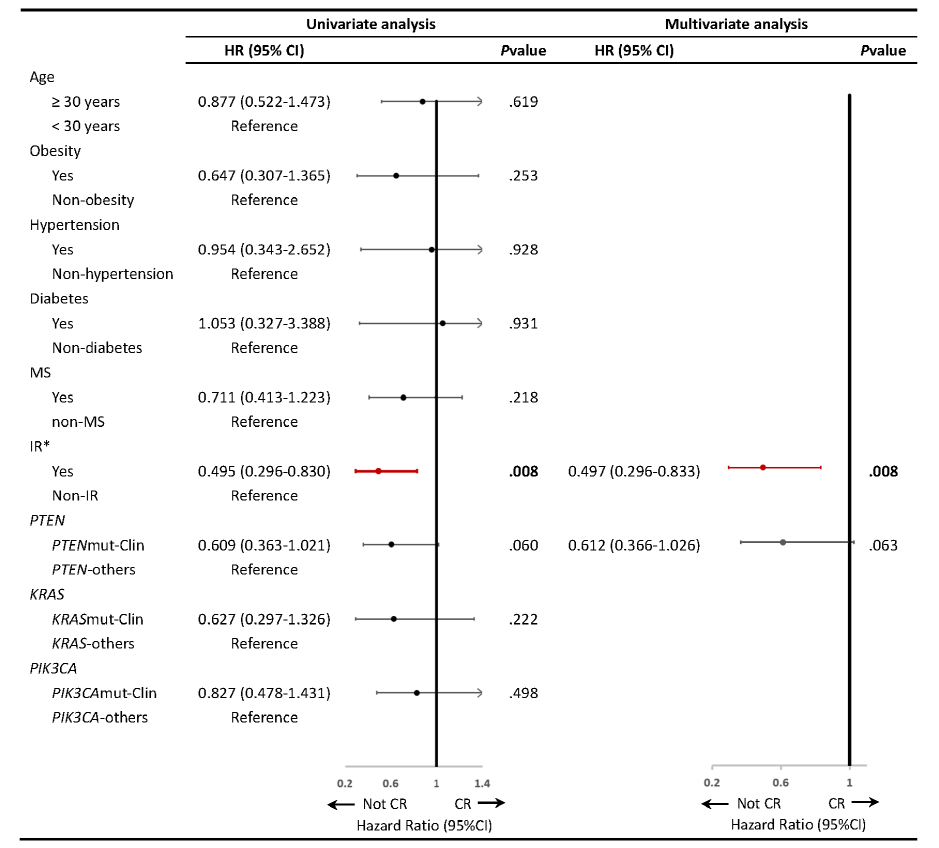 Univariate analysis Multivariate analysis
HR (95% CI) Pvalue HR (95% CI) Pvalue
Age
≥ 30 years 0.877 (0.522-1.473) .619
< 30 years Reference
Obesity
Yes 0.647 (0.307-1.365) .253
Non-obesity Reference
Hypertension
Yes 0.954 (0.343-2.652) .928
Non-hypertension Reference
Diabetes
Yes 1.053 (0.327-3.388) .931
Non-diabetes Reference
MS
Yes 0.711 (0.413-1.223) .218
non-MS Reference
IR*
Yes 0.495 (0.296-0.830) .008 0.497 (0.296-0.833) .008
Non-IR Reference
PTEN
PTENmut-Clin 0.609 (0.363-1.021) .060 0.612 (0.366-1.026) .063
PTEN-others Reference
KRAS
KRASmut-Clin 0.627 (0.297-1.326) .222
KRAS-others Reference
PIK3CA
PIK3CAmut-Clin 0.827 (0.478-1.431) .498
PIK3CA-others Reference
0.2 0.6 1 1.4 0.2 0.6 1
Not CR CR Not CR CR
Hazard Ratio (95%CI) Hazard Ratio (95%CI)